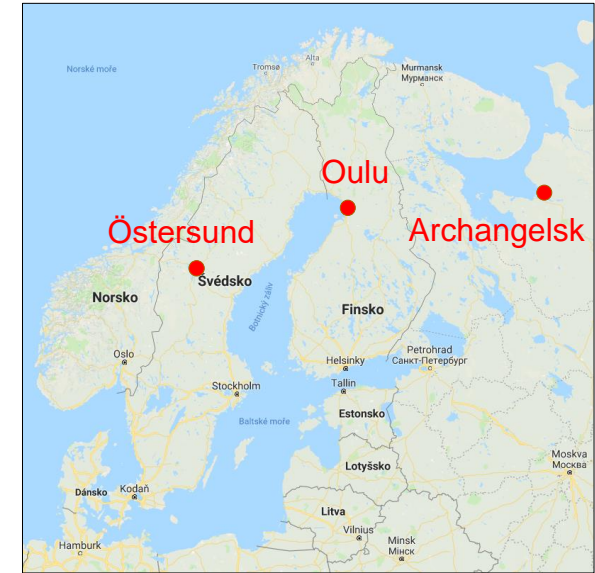 Norské moře
Tromsø
Alta
Murmansk
Мурманск
Oulu
Östersund
Archangelsk
Švédsko
Norsko
Botnický záliv
Finsko
Oslo
Helsinky
Petrohrad
Санкт-Петербург
Stockholm
Tallin
Baltské moře
Estonsko
Moskva
Москва
Lotyšsko
Dánsko
Kodaň
Litva
Vilnius
Minsk
Мінск
Hamburk